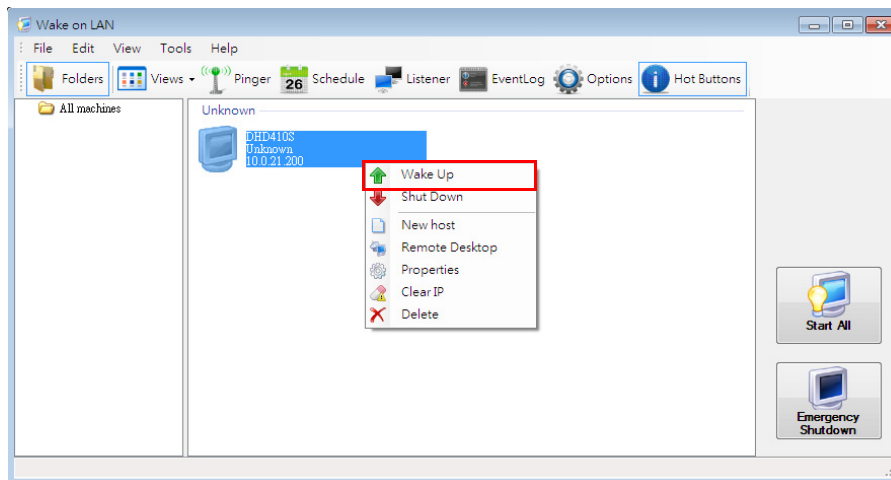 Wake on LAN
File Edit View Tools Help
Folders Views Pinger 26 Schedule Listener EventLog Options Hot Buttons
All machines
Unknown
DHD410S
Unknown
10.0.21.200
Wake Up
Shut Down
New host
Remote Desktop
Properties
Clear IP
Delete
Start All
Emergency
Shutdown